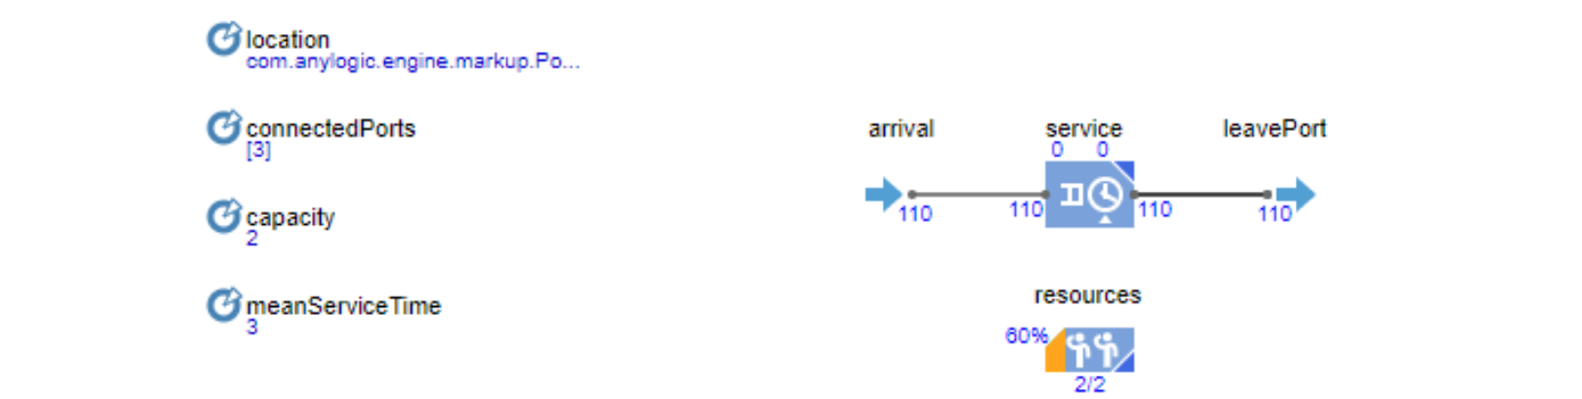 location
com.anylogic.engine.markup.Po...
connectedPorts
[3]
capacity
2
meanServiceTime
3
arrival
service
leavePort
0 0
110
110
110
110
resources
60%
2/2